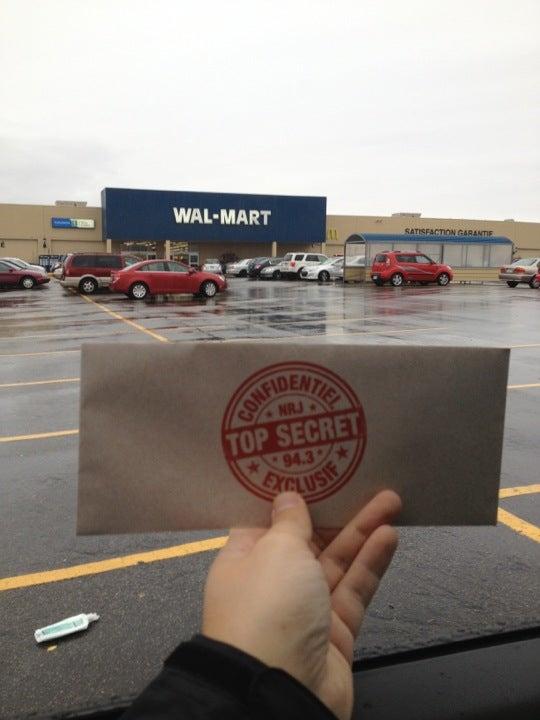 WAL-MART
SATISFACTION GARANTIE
CONFIDENTIEL
NRJ
TOP SECRET
94.3
EXCLUSIF